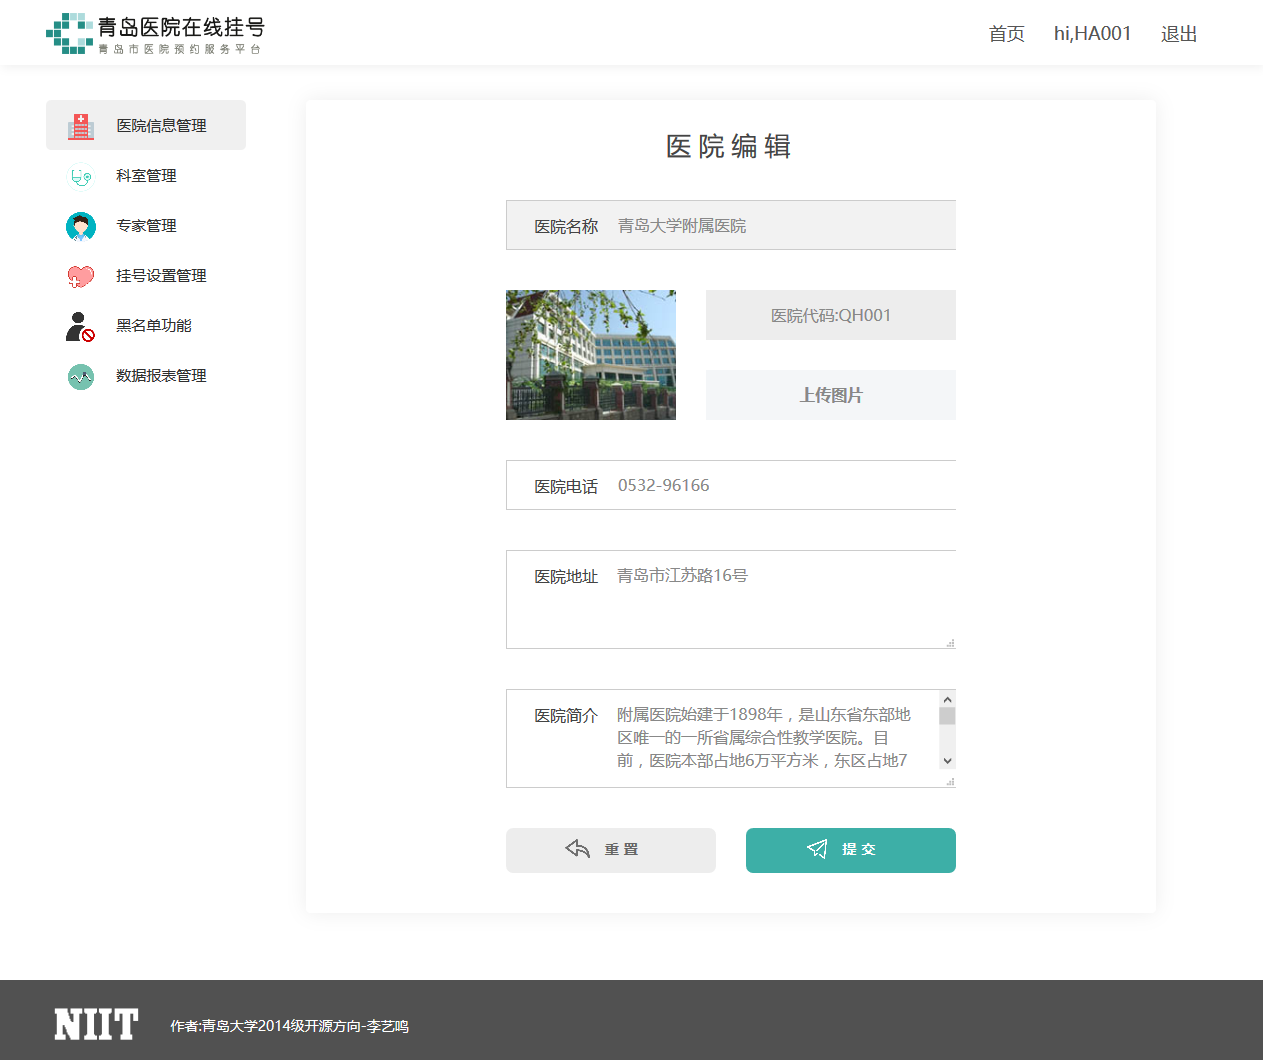 青岛医院在线挂号
青岛市医院预约服务平台
首页 hi,HA001 退出
医院信息管理
科室管理
专家管理
挂号设置管理
黑名单功能
数据报表管理
医院编辑
医院名称 青岛大学附属医院
医院代码:QH001
上传图片
医院电话 0532-96166
医院地址 青岛市江苏路16号
医院简介 附属医院始建于1898年，是山东省东部地
区唯一的一所省属综合性教学医院。目
前，医院本部占地6万平方米，东区占地7
重置 提交
NIIT 作者:青岛大学2014级开源方向-李艺鸣